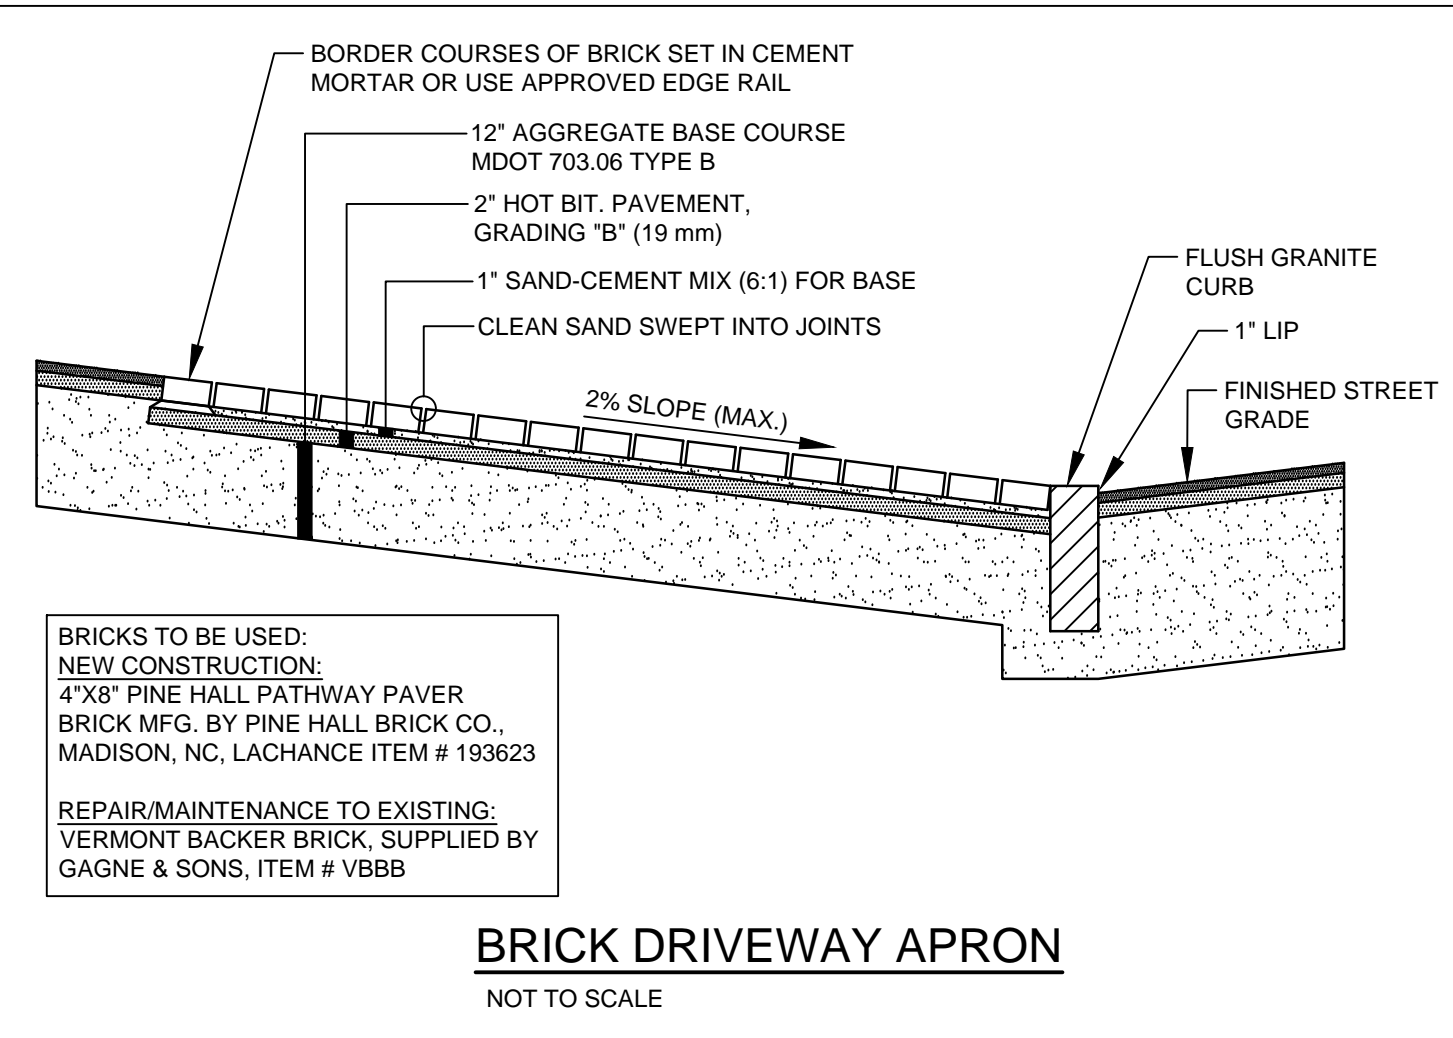 BORDER COURSES OF BRICK SET IN CEMENT
MORTAR OR USE APPROVED EDGE RAIL
12" AGGREGATE BASE COURSE
MDOT 703.06 TYPE B
2" HOT BIT. PAVEMENT,
GRADING "B" (19 mm)
1" SAND-CEMENT MIX (6:1) FOR BASE
CLEAN SAND SWEPT INTO JOINTS
FLUSH GRANITE
CURB
1" LIP
FINISHED STREET
GRADE
2% SLOPE (MAX.)
BRICKS TO BE USED:
NEW CONSTRUCTION:
4"X8" PINE HALL PATHWAY PAVER
BRICK MFG. BY PINE HALL BRICK CO.,
MADISON, NC, LACHANCE ITEM # 193623
REPAIR/MAINTENANCE TO EXISTING:
VERMONT BACKER BRICK, SUPPLIED BY
GAGNE & SONS, ITEM # VBBB
BRICK DRIVEWAY APRON
NOT TO SCALE